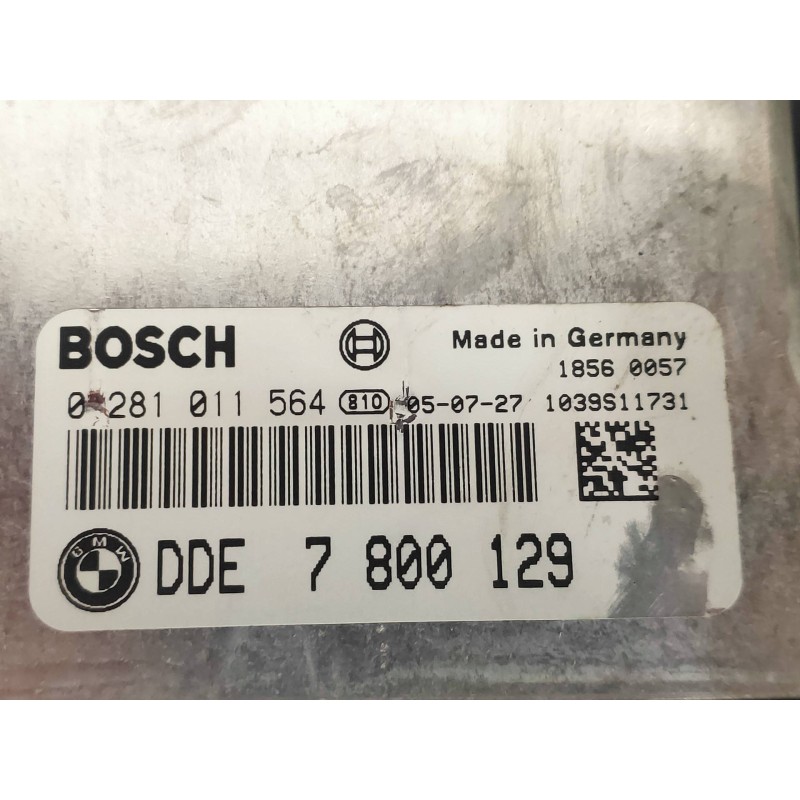 BOSCH Made in Germany
1856 0057
0 281 011 564 810 05-07-27 1039S11731
BMW DDE 7 800 129